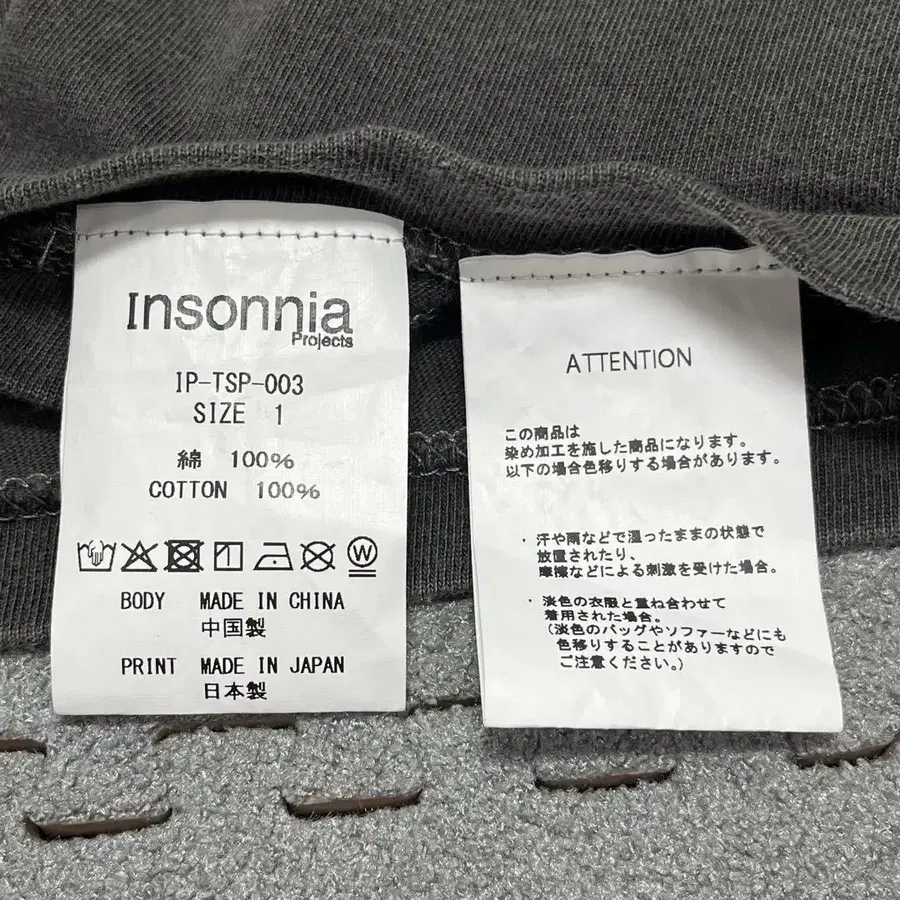 Insonnia
Projects
IP-TSP-003
SIZE 1
綿 100%
COTTON 100%
W
BODY MADE IN CHINA
中国製
PRINT MADE IN JAPAN
日本製
ATTENTION
この商品は
染め加工を施した商品になります。
以下の場合色移りする場合があります。
・汗や雨などで湿ったままの状態で
放置されたり、
摩擦などによる刺激を受けた場合。
・淡色の衣服と重ね合わせて
着用された場合。
(淡色のバッグやソファーなどにも
色移りすることがありますので
ご注意ください。)